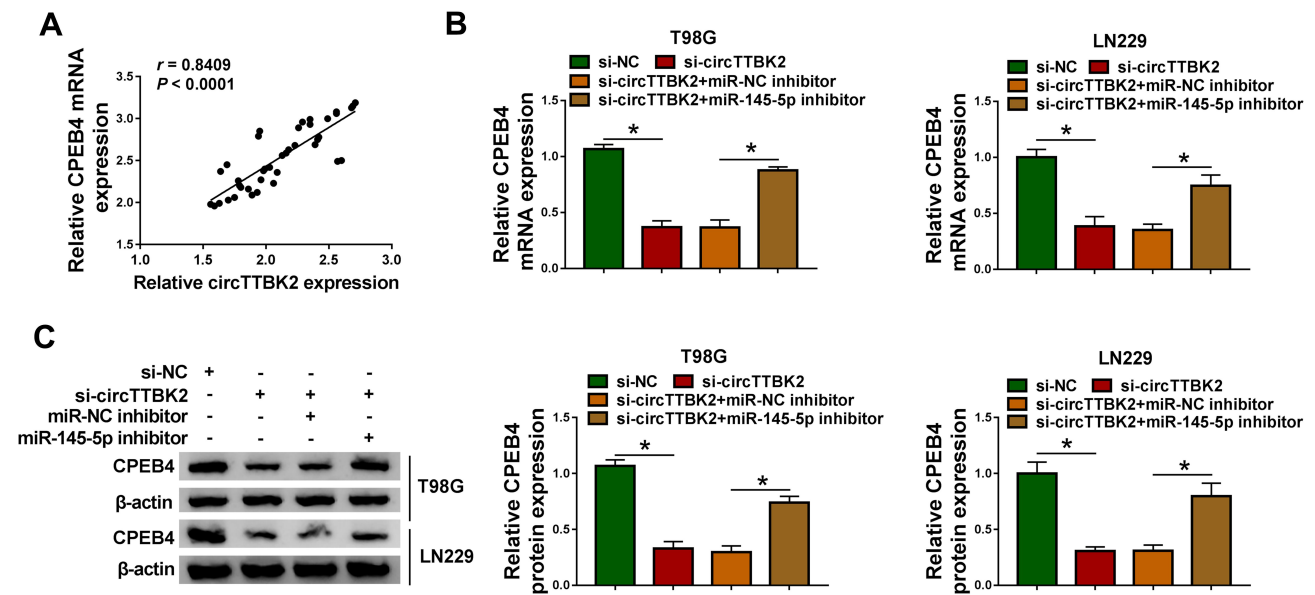 A
r = 0.8409
P < 0.0001
Relative CPEB4 mRNA
expression
3.5
3.0
2.5
2.0
1.5
1.0 1.5 2.0 2.5 3.0
Relative circTTBK2 expression
B
T98G
si-NC si-circTTBK2
si-circTTBK2+miR-NC inhibitor
si-circTTBK2+miR-145-5p inhibitor
Relative CPEB4
mRNA expression
1.5
1.0
0.5
0.0
*
*
LN229
si-NC si-circTTBK2
si-circTTBK2+miR-NC inhibitor
si-circTTBK2+miR-145-5p inhibitor
Relative CPEB4
mRNA expression
1.5
1.0
0.5
0.0
*
*
C
si-NC + - - -
si-circTTBK2 - + + +
miR-NC inhibitor - - + -
miR-145-5p inhibitor - - - +
CPEB4
β-actin
T98G
CPEB4
β-actin
LN229
T98G
si-NC si-circTTBK2
si-circTTBK2+miR-NC inhibitor
si-circTTBK2+miR-145-5p inhibitor
Relative CPEB4
protein expression
1.5
1.0
0.5
0.0
*
*
LN229
si-NC si-circTTBK2
si-circTTBK2+miR-NC inhibitor
si-circTTBK2+miR-145-5p inhibitor
Relative CPEB4
protein expression
1.5
1.0
0.5
0.0
*
*